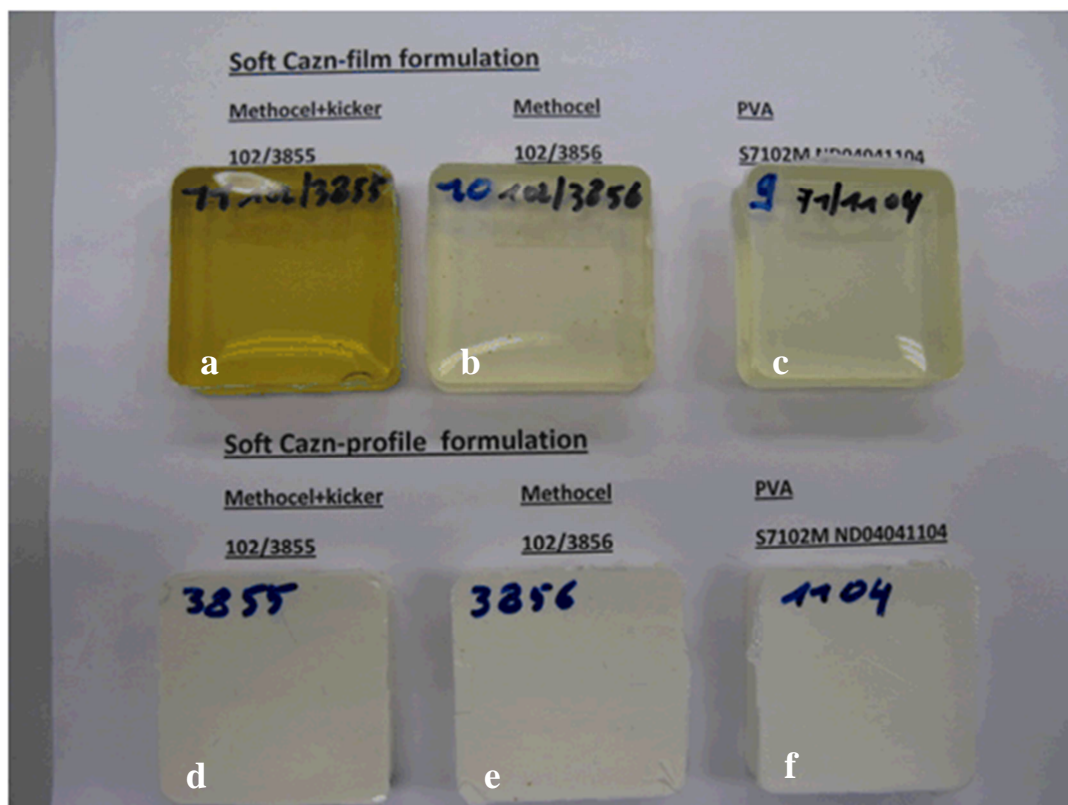 Soft Cazn-film formulation
Methocel+kicker Methocel PVA
102/3855 102/3856 S7102M ND04041104
11 102/3855 10 102/3856 9 71/1104
a b c
Soft Cazn-profile formulation
Methocel+kicker Methocel PVA
102/3855 102/3856 S7102M ND04041104
3855 3856 1104
d e f